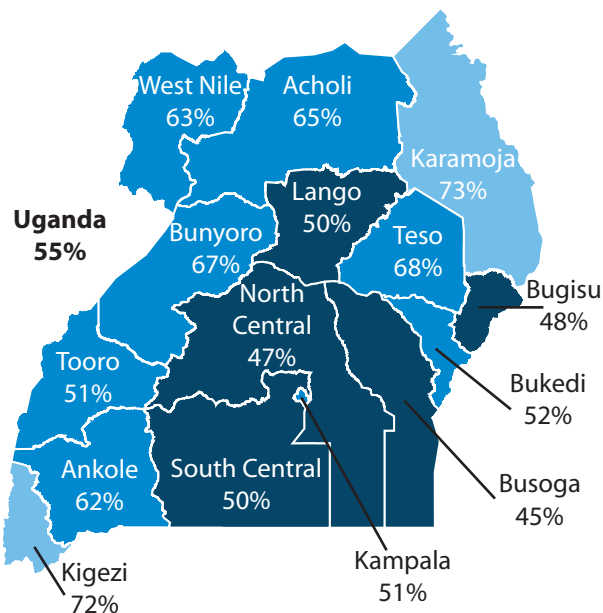 West Nile
63%
Acholi
65%
Karamoja
73%
Lango
50%
Uganda
55%
Bunyoro
67%
Teso
68%
Bugisu
48%
North
Central
47%
Tooro
51%
Bukedi
52%
Ankole
62%
South Central
50%
Busoga
45%
Kampala
51%
Kigezi
72%